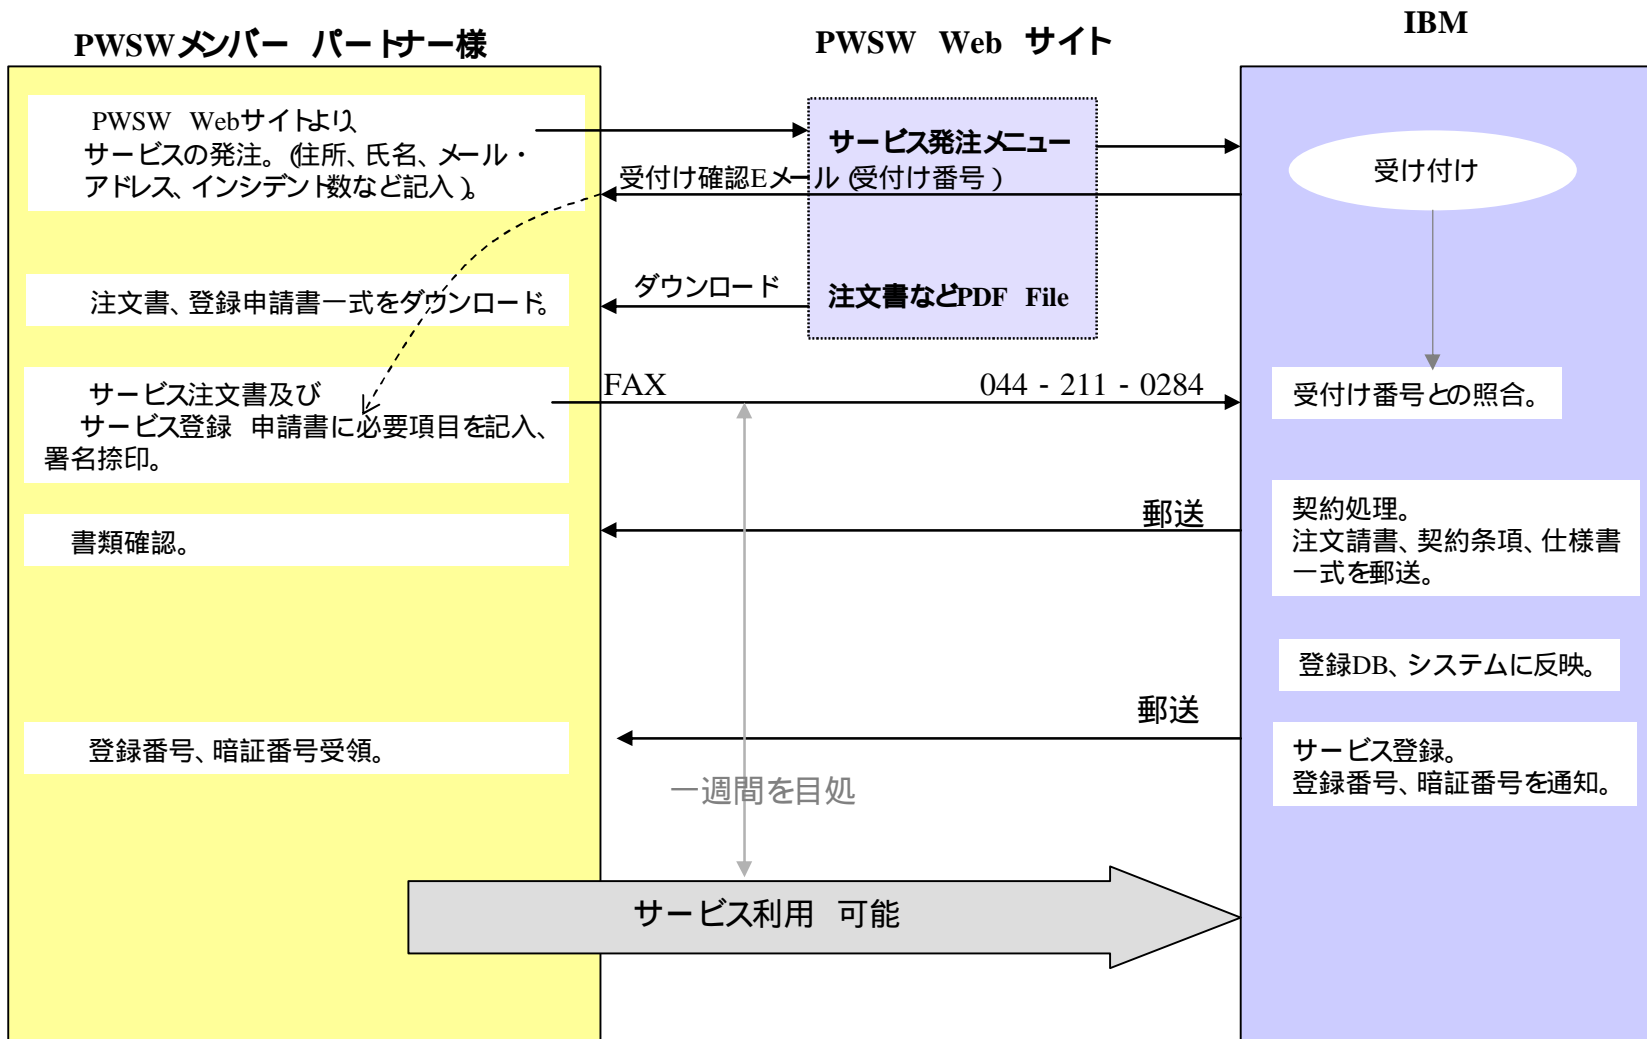 PWSWメンバー パートナー様
PWSW Web サイト
IBM
PWSW Webサイトより、
サービスの発注。（住所、氏名、メール・
アドレス、インシデント数など記入）。
サービス発注メニュー
受付け確認Eメール（受付け番号）
受け付け
注文書、登録申請書一式をダウンロード。
ダウンロード
注文書などPDF File
サービス注文書及び
サービス登録 申請書に必要項目を記入、
署名捺印。
FAX 044-211-0284
受付け番号との照合。
書類確認。
郵送
契約処理。
注文請書、契約条項、仕様書
一式を郵送。
登録DB、システムに反映。
登録番号、暗証番号受領。
郵送
サービス登録。
登録番号、暗証番号を通知。
一週間を目処
サービス利用 可能